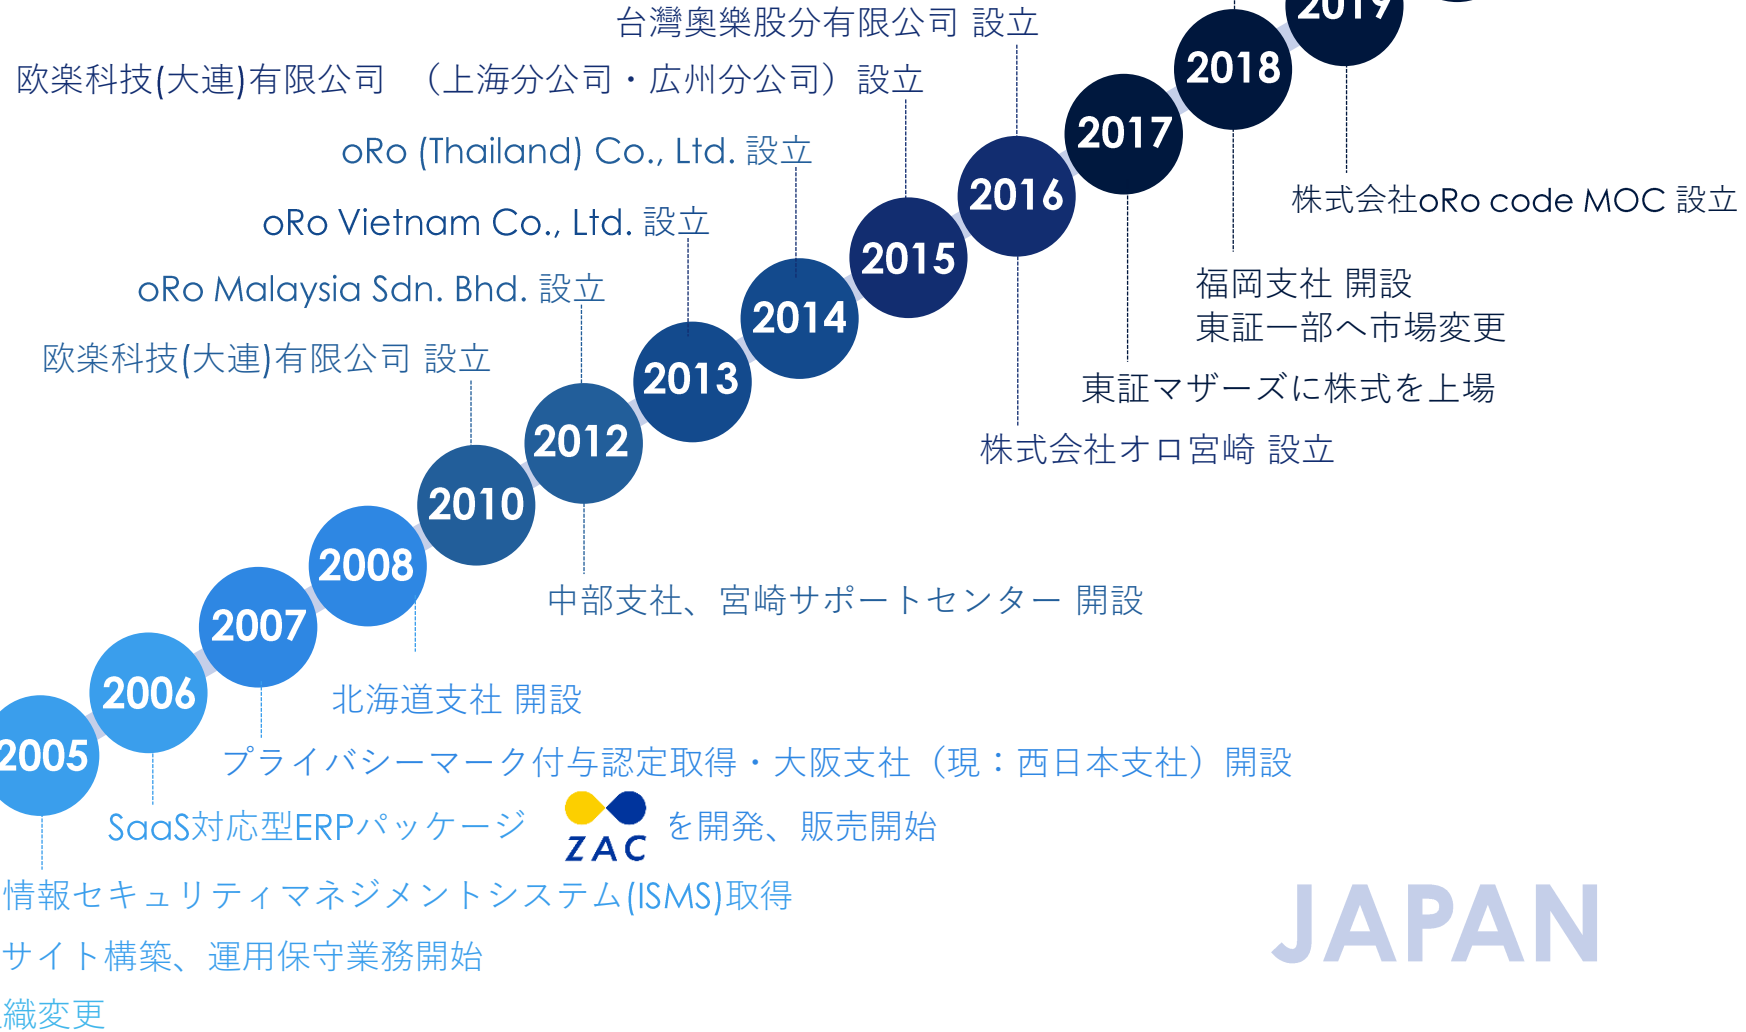 台灣奧樂股分有限公司 設立
2019
欧楽科技(大連)有限公司 （上海分公司・広州分公司）設立
2018
2017
oRo (Thailand) Co., Ltd. 設立
2016
株式会社oRo code MOC 設立
oRo Vietnam Co., Ltd. 設立
2015
oRo Malaysia Sdn. Bhd. 設立
福岡支社 開設
東証一部へ市場変更
2014
欧楽科技(大連)有限公司 設立
2013
東証マザーズに株式を上場
2012
株式会社オロ宮崎 設立
2010
2008
中部支社、宮崎サポートセンター 開設
2007
2006
北海道支社 開設
2005
プライバシーマーク付与認定取得・大阪支社（現：西日本支社）開設
SaaS対応型ERPパッケージ ZAC を開発、販売開始
情報セキュリティマネジメントシステム(ISMS)取得
サイト構築、運用保守業務開始
織変更
JAPAN